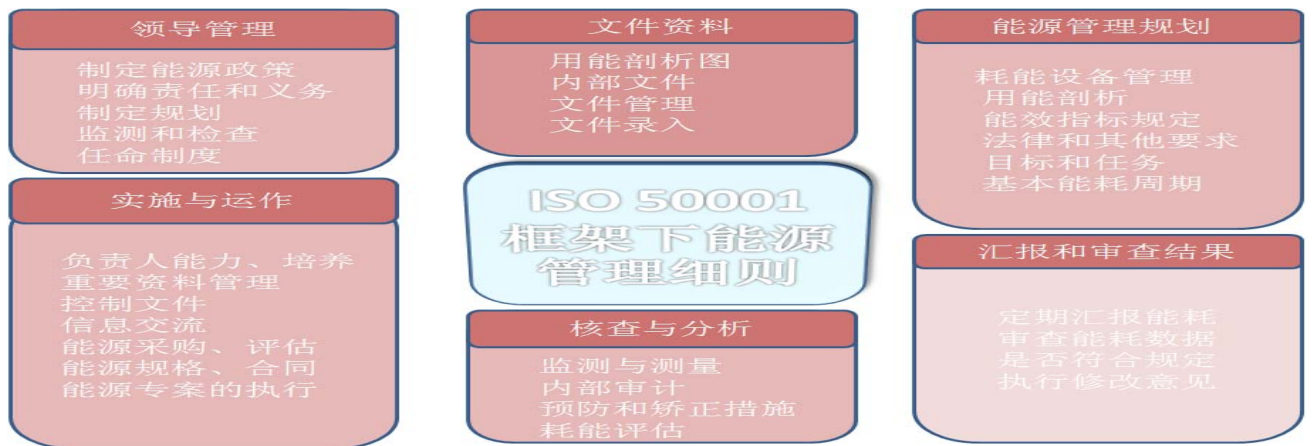 领导管理
制定能源政策
明确责任和义务
制定规划
监测和检查
任命制度
实施与运作
负责人能力、培养
重要资料管理
控制文件
信息交流
能源采购、评估
能源规格、合同
能源专案的执行
文件资料
用能剖析图
内部文件
文件管理
文件录入
ISO 50001
框架下能源
管理细则
核查与分析
监测与测量
内部审计
预防和矫正措施
耗能评估
能源管理规划
耗能设备管理
用能剖析
能效指标规定
法律和其他要求
目标和任务
基本能耗周期
汇报和审查结果
定期汇报能耗
审查能耗数据
是否符合规定
执行修改意见